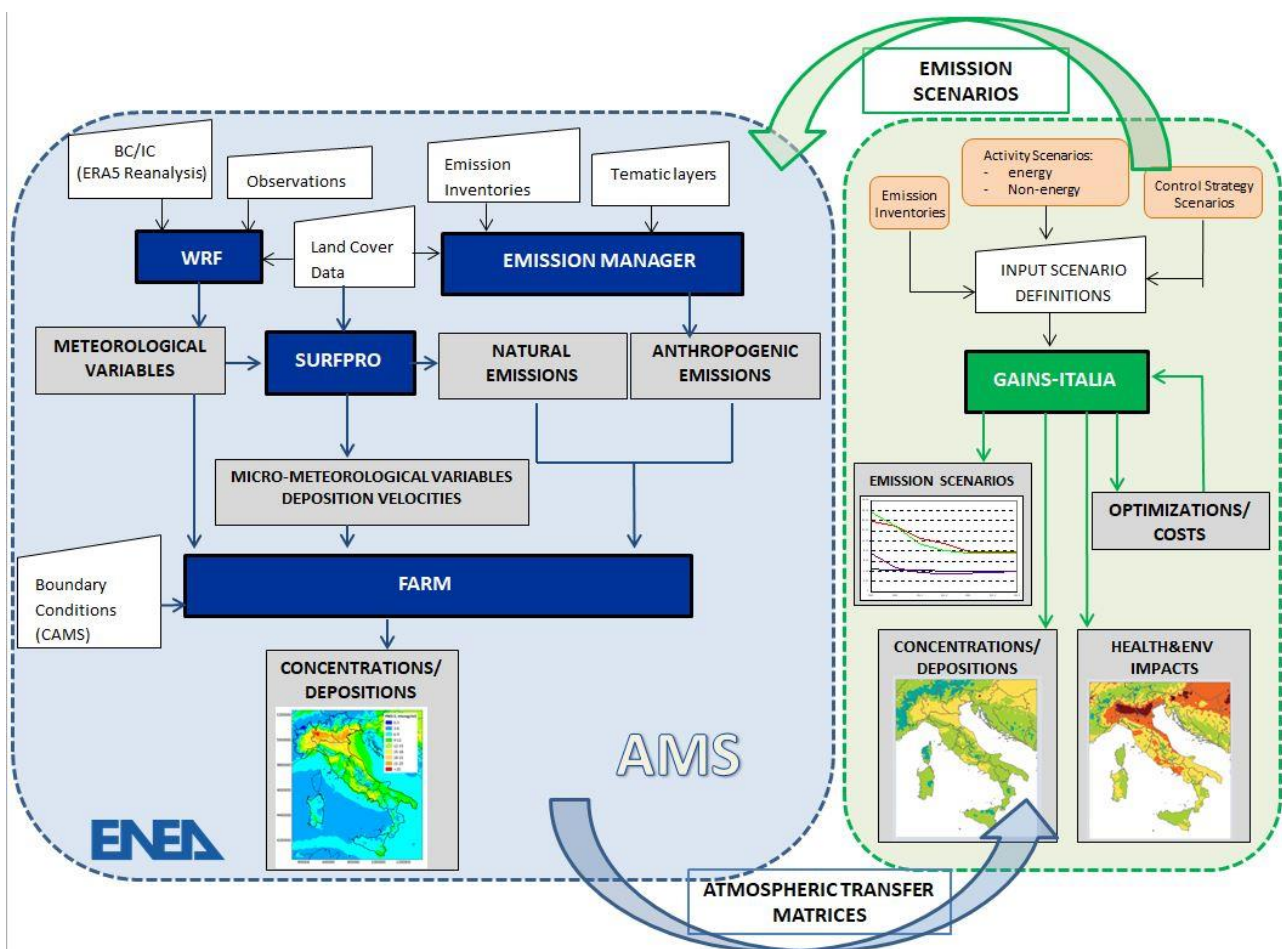 EMISSION
SCENARIOS
BC/IC
(ERA5 Reanalysis)
Observations
Emission
Inventories
Tematic layers
WRF
Land Cover
Data
EMISSION MANAGER
METEOROLOGICAL
VARIABLES
SURFPRO
NATURAL
EMISSIONS
ANTHROPOGENIC
EMISSIONS
MICRO-METEOROLOGICAL VARIABLES
DEPOSITION VELOCITIES
Boundary
Conditions
(CAMS)
FARM
CONCENTRATIONS/
DEPOSITIONS
AMS
ENEA
Emission
Inventories
Activity Scenarios:
- energy
- Non-energy
Control Strategy
Scenarios
INPUT SCENARIO
DEFINITIONS
GAINS-ITALIA
EMISSION SCENARIOS
OPTIMIZATIONS/
COSTS
CONCENTRATIONS/
DEPOSITIONS
HEALTH&ENV
IMPACTS
ATMOSPHERIC TRANSFER
MATRICES